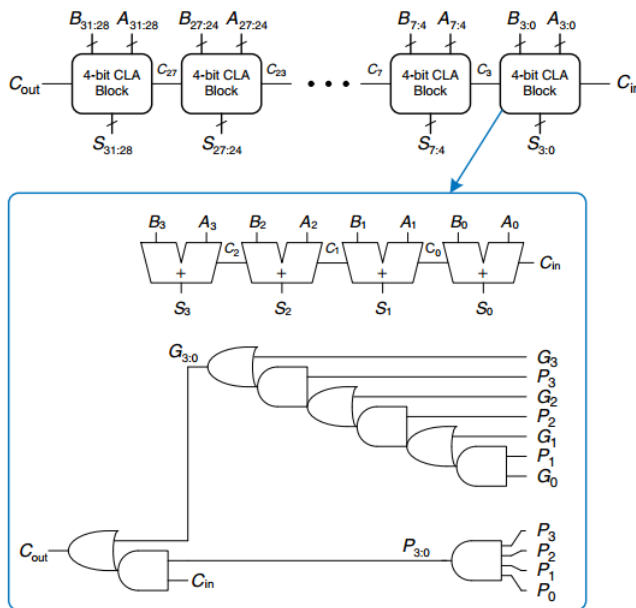 B31:28 A31:28 B27:24 A27:24 B7:4 A7:4 B3:0 A3:0
Cout 4-bit CLA Block C27 4-bit CLA Block C23 • • • C7 4-bit CLA Block C3 4-bit CLA Block Cin
S31:28 S27:24 S7:4 S3:0
B3 A3 B2 A2 B1 A1 B0 A0
+ C2 + C1 + C0 + Cin
S3 S2 S1 S0
G3:0 G3
P3
G2
P2
G1
P1
G0
Cout P3:0 P3
P2
P1
Cin P0